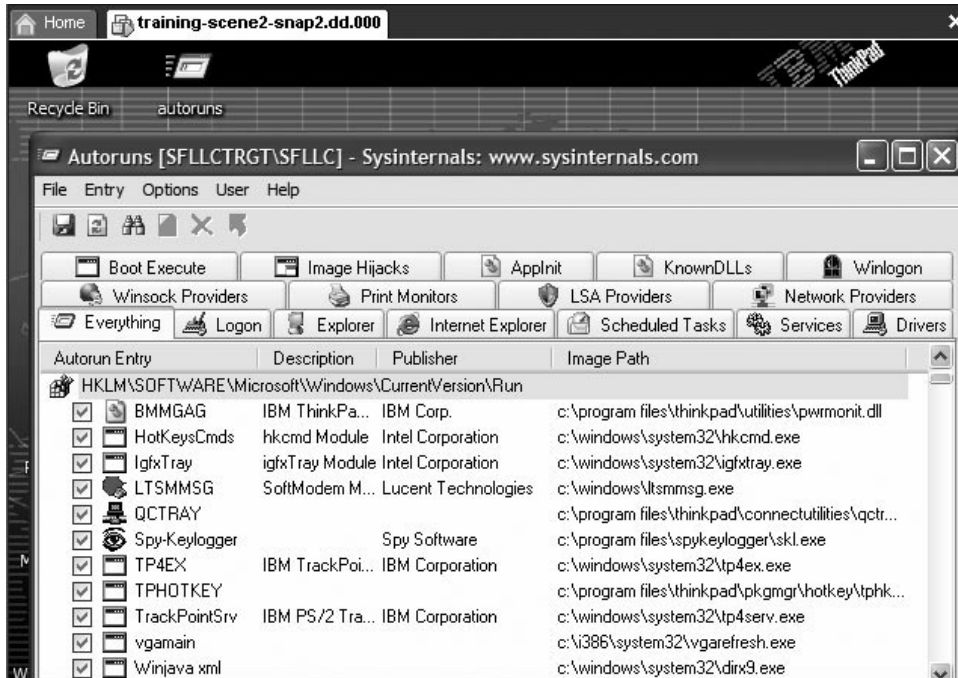 Home training-scene2-snap2.dd.000
IBM ThinkPad
Recycle Bin autoruns
Autoruns [SFLLCTRGT\SFLLC] - Sysinternals: www.sysinternals.com
File Entry Options User Help
Boot Execute Image Hijacks AppInit KnownDLLs Winlogon
Winsock Providers Print Monitors LSA Providers Network Providers
Everything Logon Explorer Internet Explorer Scheduled Tasks Services Drivers
Autorun Entry Description Publisher Image Path
HKLM\SOFTWARE\Microsoft\Windows\CurrentVersion\Run
BMMGAG IBM ThinkPa... IBM Corp. c:\program files\thinkpad\utilities\pwrmonit.dll
HotKeysCmds hkcmd Module Intel Corporation c:\windows\system32\hkcmd.exe
IgfxTray igfxTray Module Intel Corporation c:\windows\system32\igfxtray.exe
LTSMMSG SoftModem M... Lucent Technologies c:\windows\ltsmmsg.exe
QCTRAY c:\program files\thinkpad\connectutilities\qctr...
Spy-Keylogger Spy Software c:\program files\spykeylogger\skl.exe
TP4EX IBM TrackPoi... IBM Corporation c:\windows\system32\tp4ex.exe
TPHOTKEY c:\program files\thinkpad\pkgmgr\hotkey\tphk...
TrackPointSrv IBM PS/2 Tra... IBM Corporation c:\windows\system32\tp4serv.exe
vgamain c:\i386\system32\vgarefresh.exe
Winjava xml c:\windows\system32\dirx9.exe